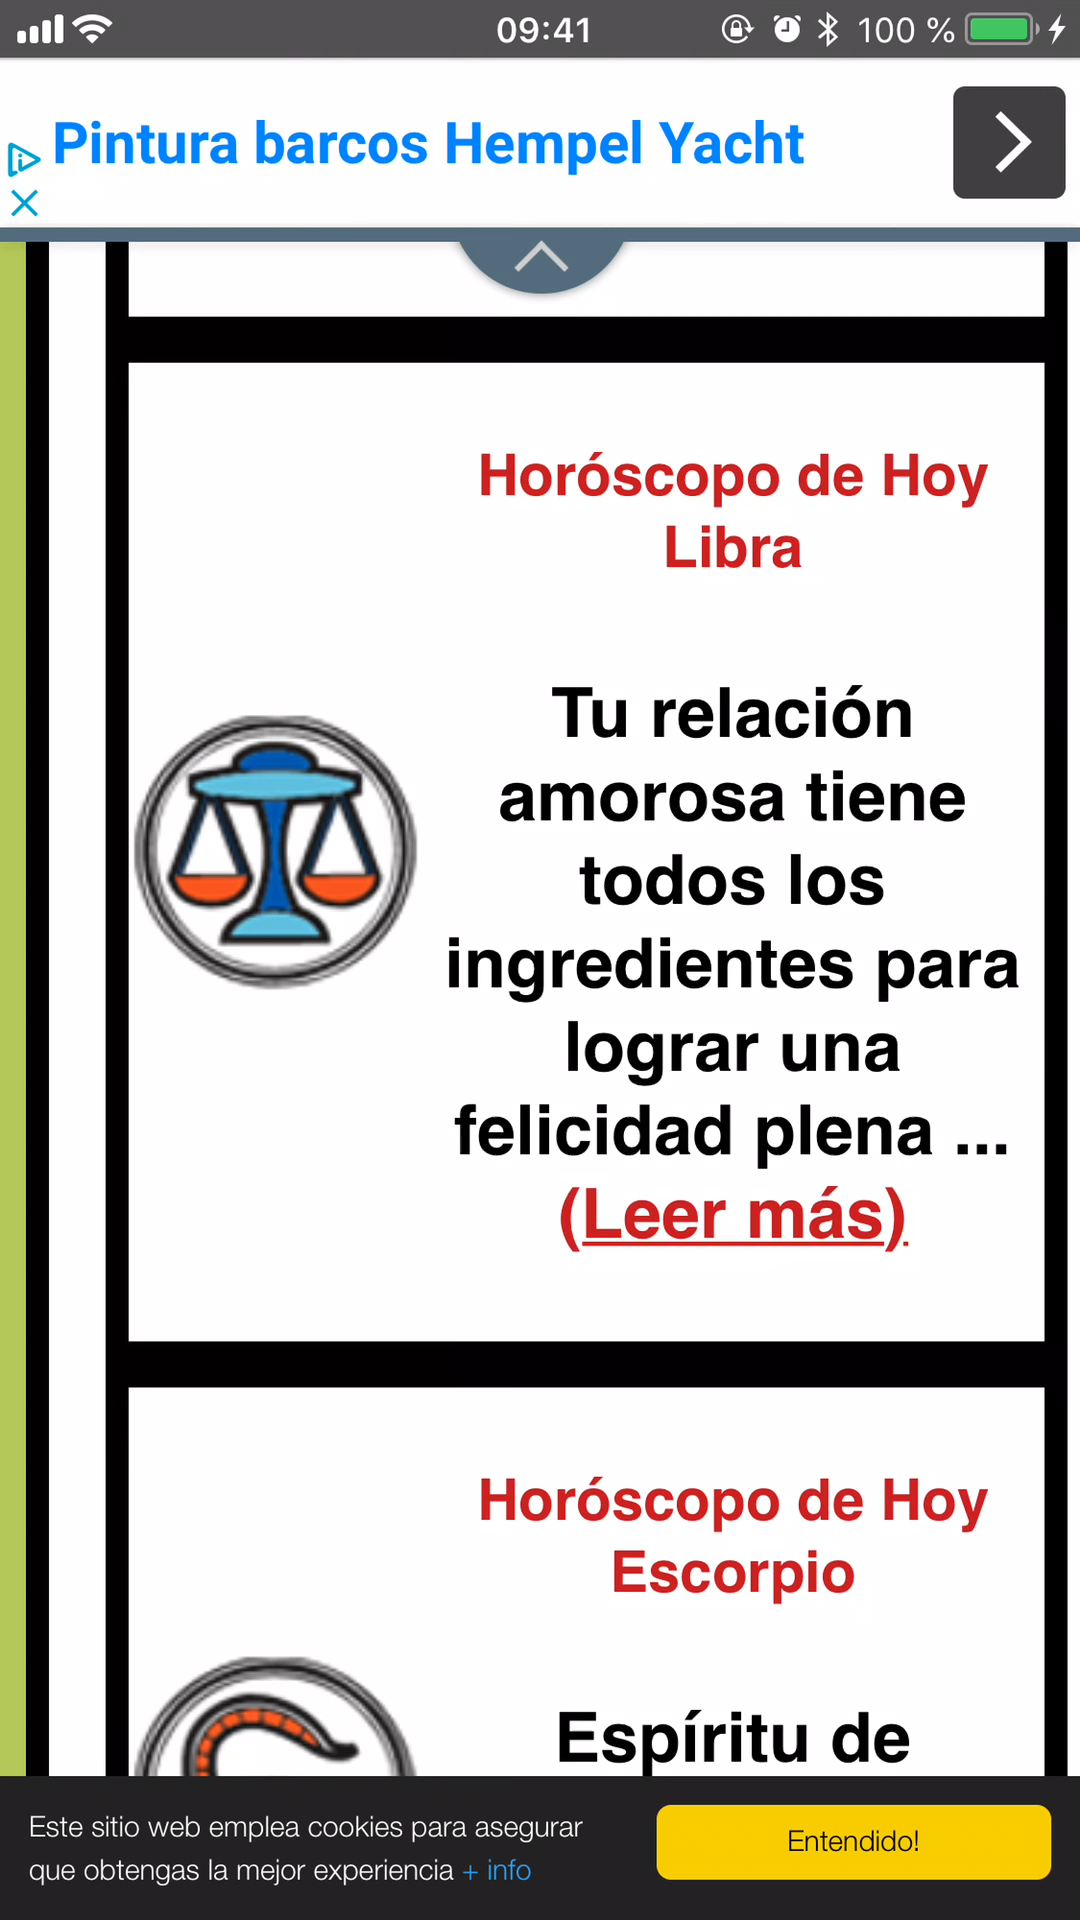 09:41
100 %
Pintura barcos Hempel Yacht
Horóscopo de Hoy
Libra
Tu relación
amorosa tiene
todos los
ingredientes para
lograr una
felicidad plena ...
(Leer más)
Horóscopo de Hoy
Escorpio
Espíritu de
Este sitio web emplea cookies para asegurar
que obtengas la mejor experiencia + info
Entendido!